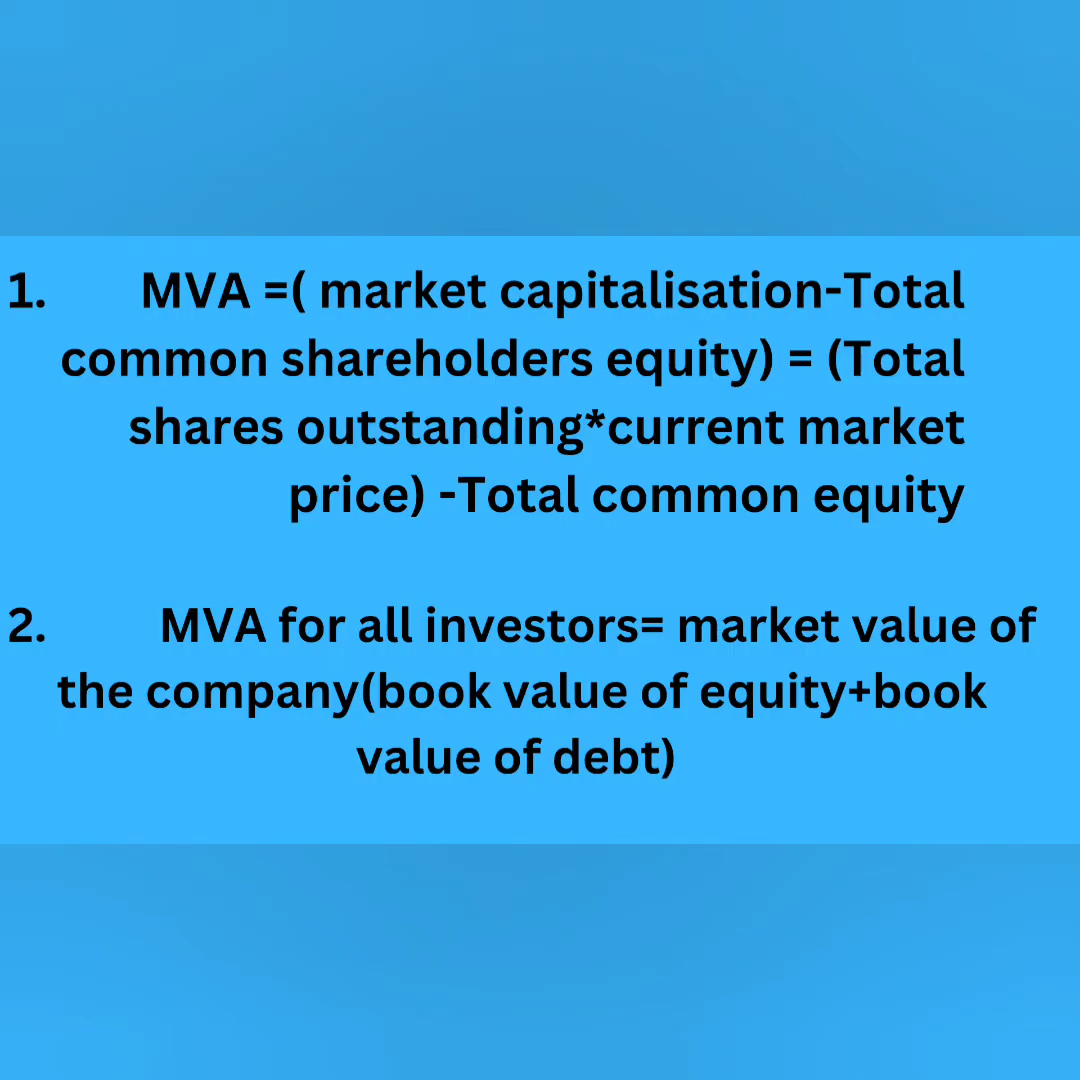 1. MVA =( market capitalisation-Total
common shareholders equity) = (Total
shares outstanding*current market
price) -Total common equity
2. MVA for all investors= market value of
the company(book value of equity+book
value of debt)